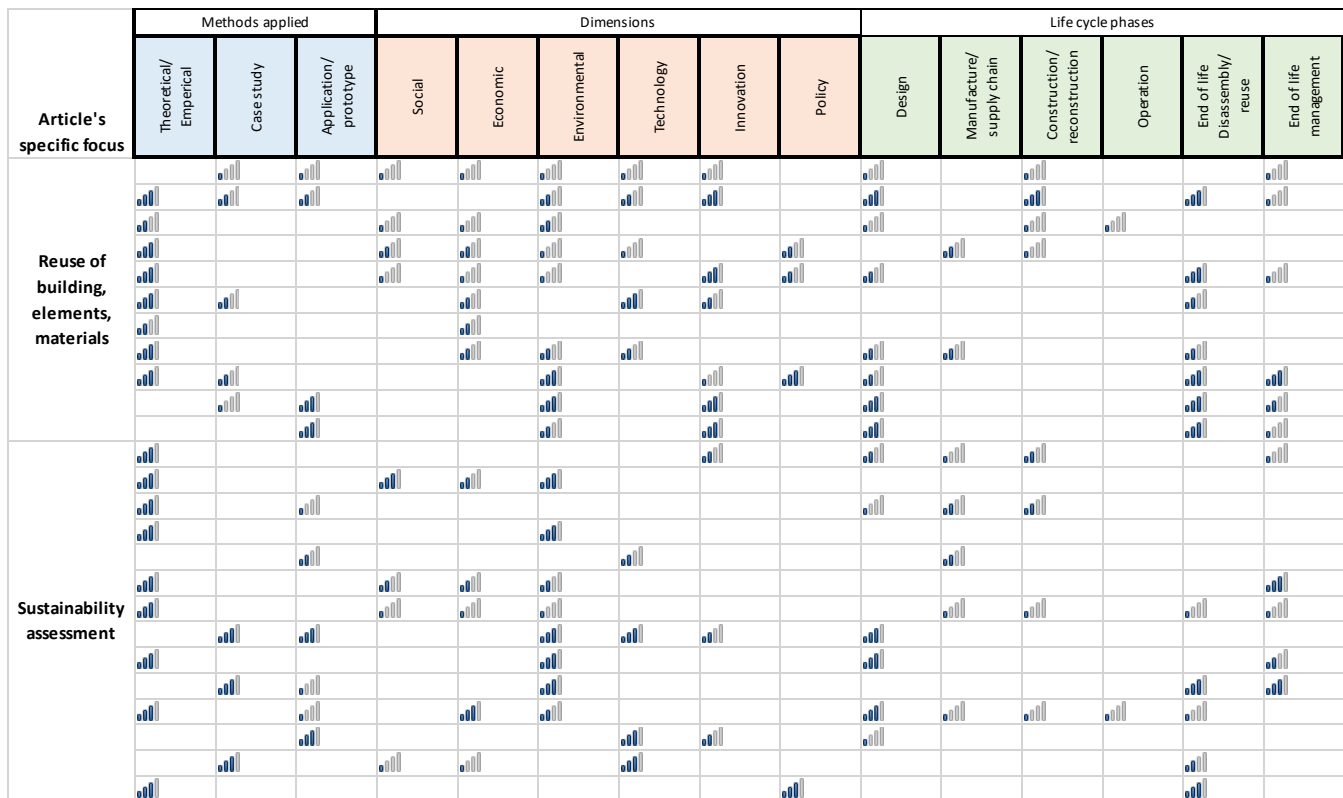 Methods applied
Dimensions
Life cycle phases
Article's
specific focus
Theoretical/
Emperical
Case study
Application/
prototype
Social
Economic
Environmental
Technology
Innovation
Policy
Design
Manufacture/
supply chain
Construction/
reconstruction
Operation
End of life
Disassembly/
reuse
End of life
management
Reuse of
building,
elements,
materials
Sustainability
assessment